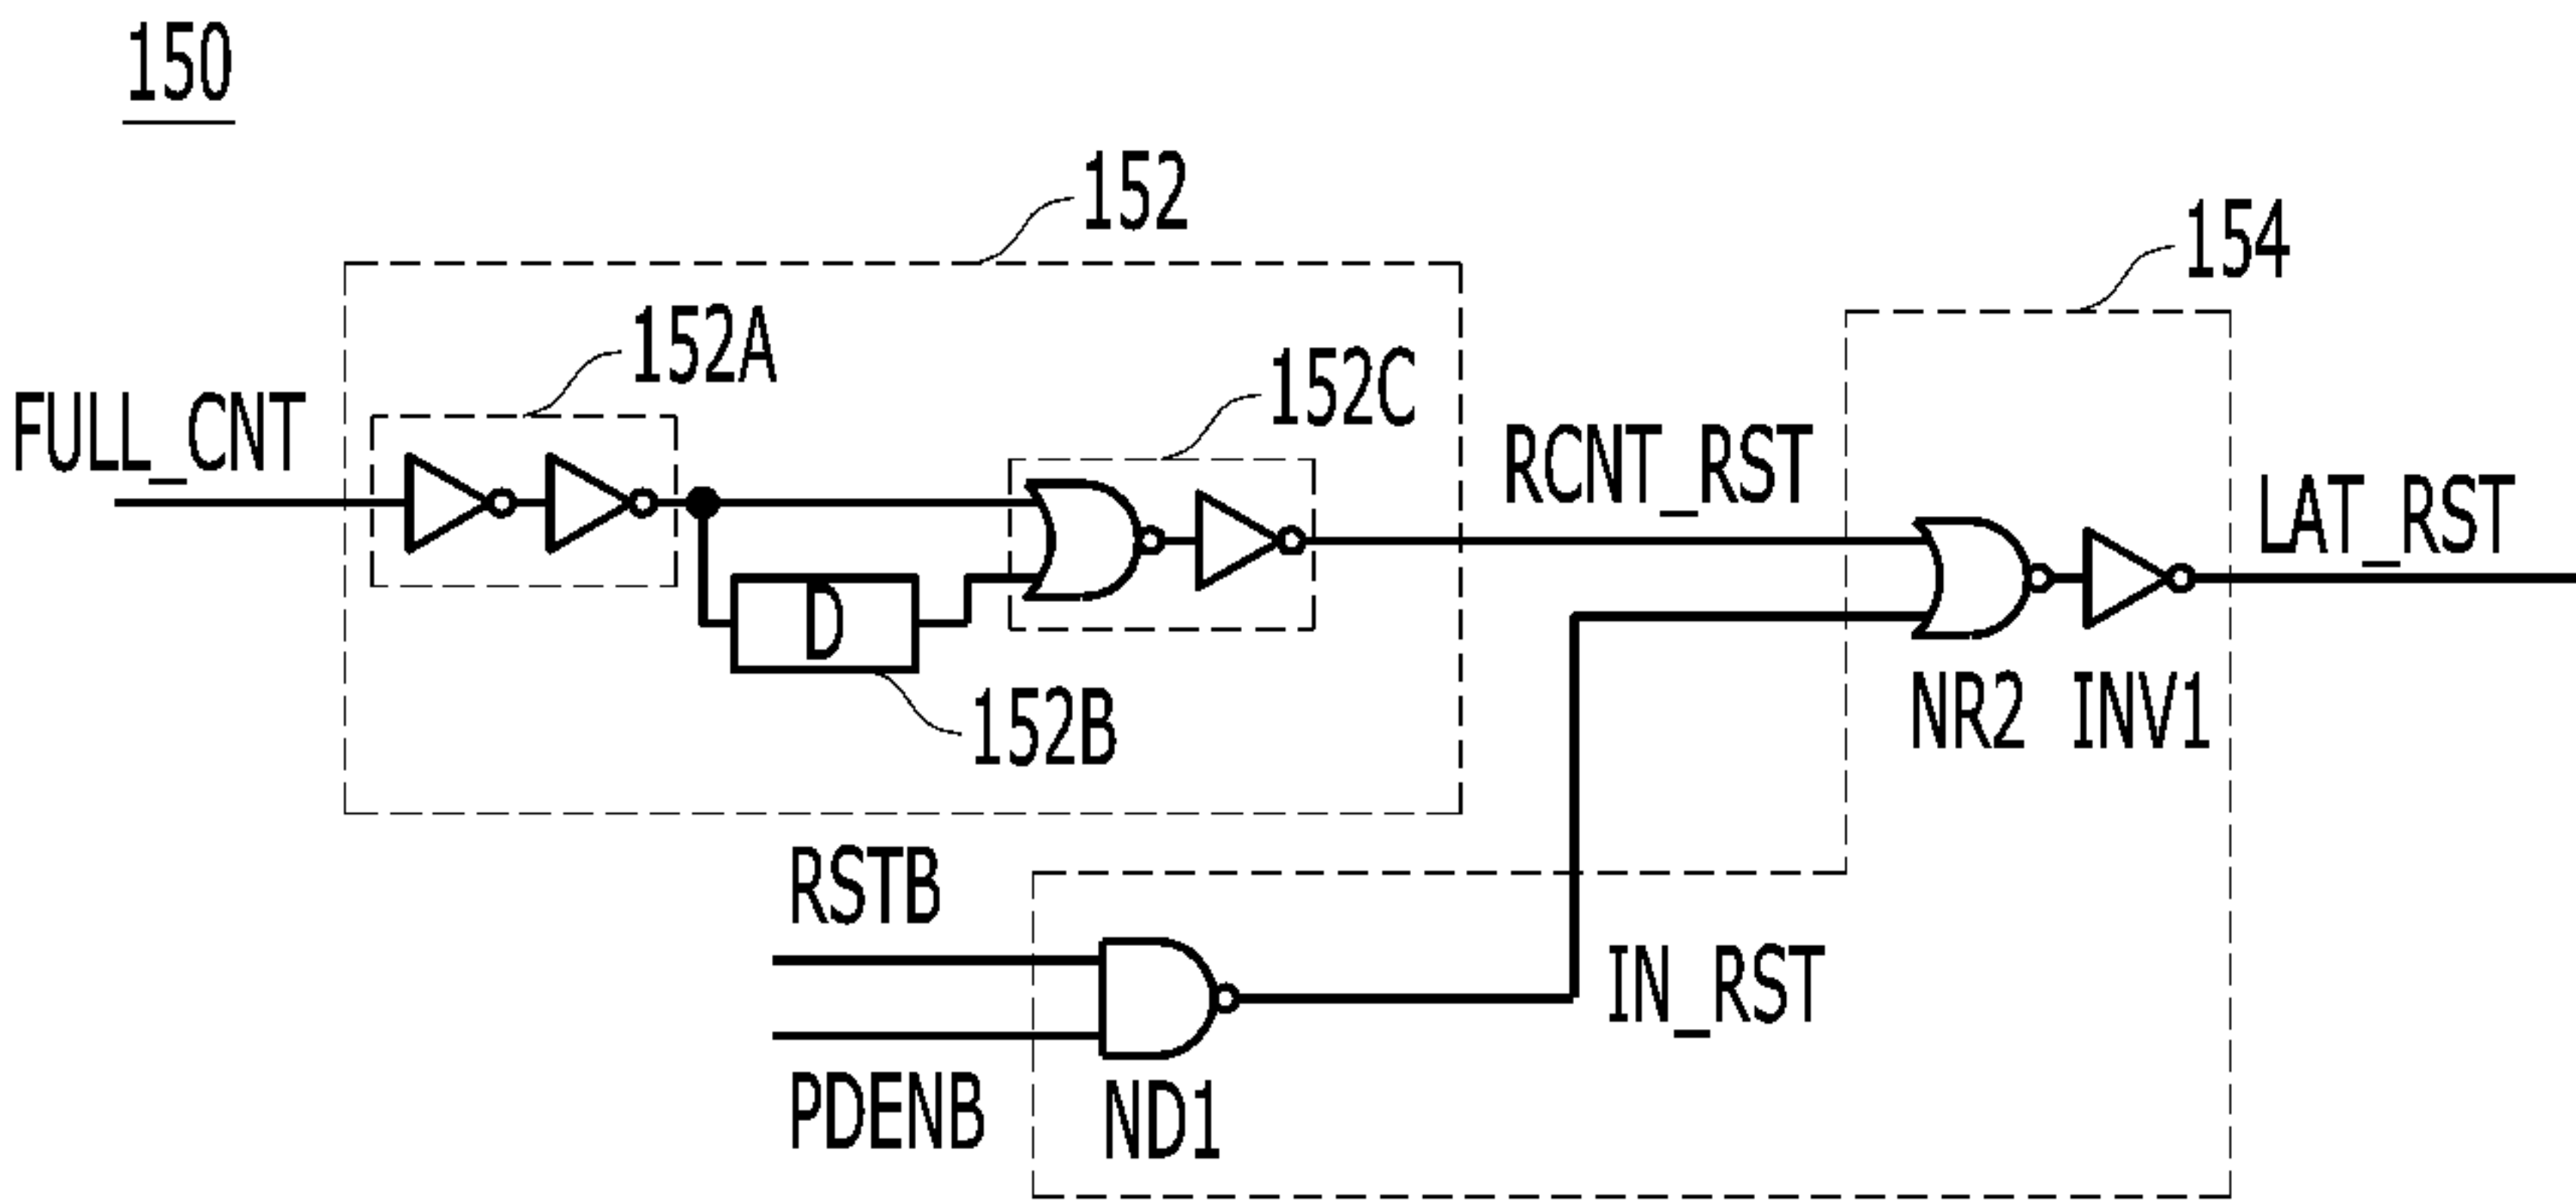 150
152
154
152A
152C
FULL_CNT
RCNT_RST
LAT_RST
D
152B
NR2 INV1
RSTB
IN_RST
PDENB
ND1